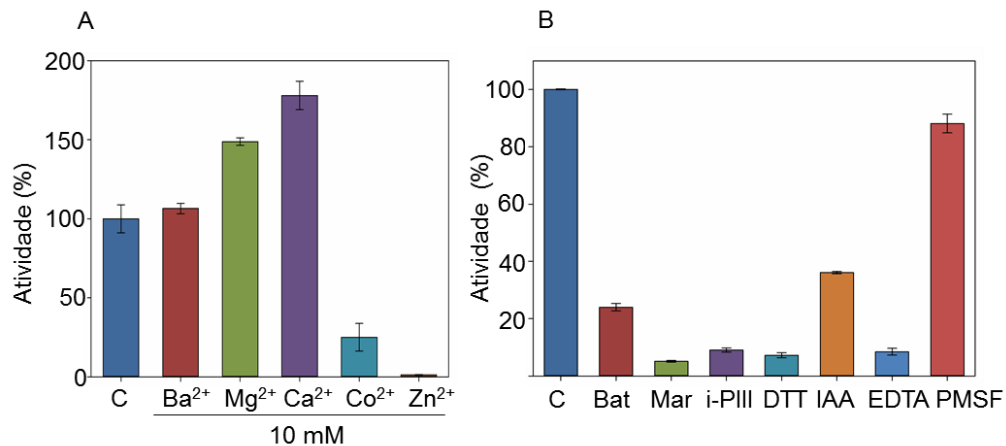 A
Atividade (%)
200
150
100
50
0
C Ba²⁺ Mg²⁺ Ca²⁺ Co²⁺ Zn²⁺
10 mM
B
Atividade (%)
100
80
60
40
20
C Bat Mar i-PIII DTT IAA EDTA PMSF